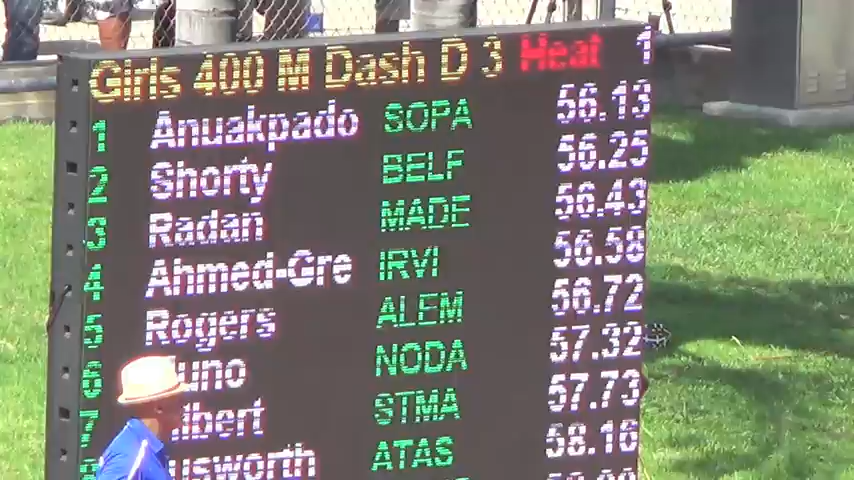 Girls 400 M Dash D 3 Heat 1
1 Anuakpado SOPA 56.13
2 Shorty BELF 56.25
3 Radan MADE 56.43
4 Ahmed-Gre IRVI 56.58
5 Rogers ALEM 56.72
6 NODA 57.32
7 STMA 57.73
8 ATAS 58.16